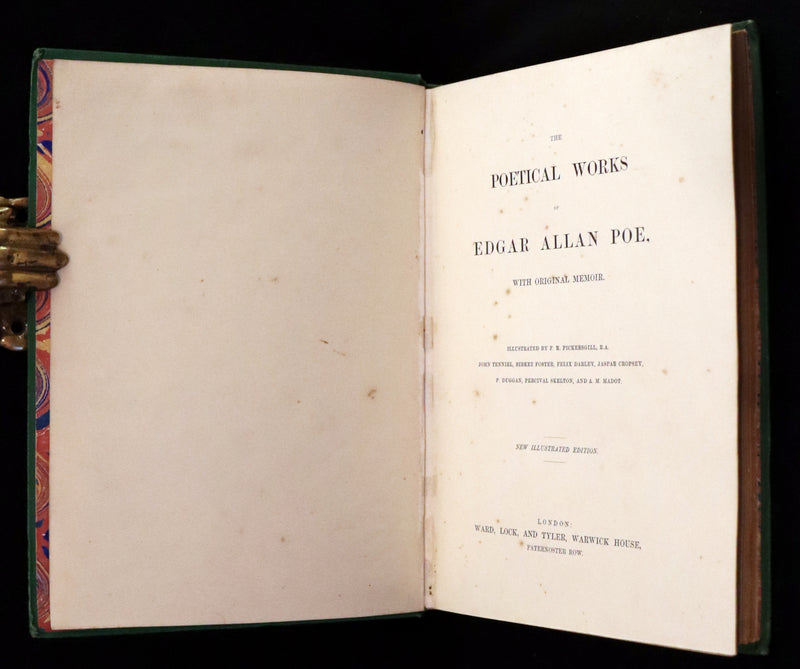 THE
POETICAL WORKS
OF
EDGAR ALLAN POE.
WITH ORIGINAL MEMOIR.
ILLUSTRATED BY F. R. PICKERSGILL, R.A.
JOHN TENNIEL, BIRKET FOSTER, FELIX DARLEY, JASPAR CROPSEY,
P. DUGGAN, PERCIVAL SKELTON, AND A. M. MADOT.
NEW ILLUSTRATED EDITION.
LONDON:
WARD, LOCK, AND TYLER, WARWICK HOUSE,
PATERNOSTER ROW.